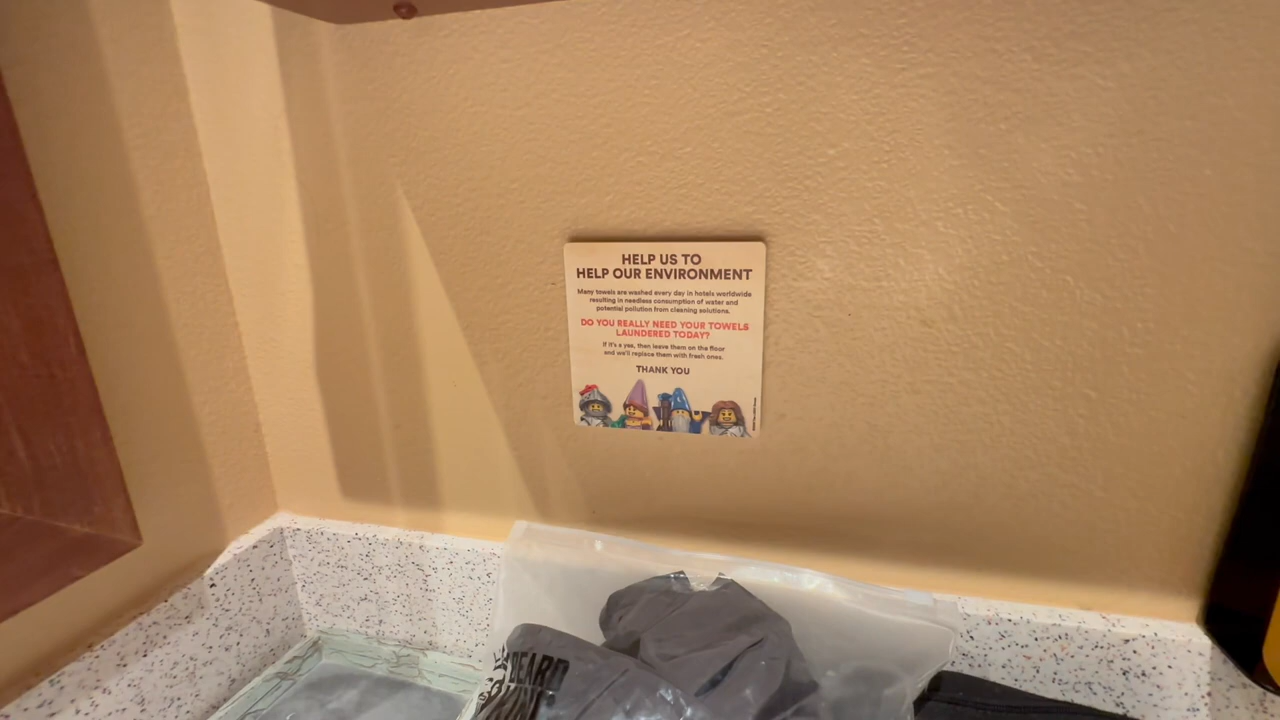 HELP US TO
HELP OUR ENVIRONMENT
Many towels are washed every day in hotels worldwide
resulting in needless consumption of water and
potential pollution from cleaning solutions.
DO YOU REALLY NEED YOUR TOWELS
LAUNDERED TODAY?
If it's a yes, then leave them on the floor
and we'll replace them with fresh ones.
THANK YOU
BEARD